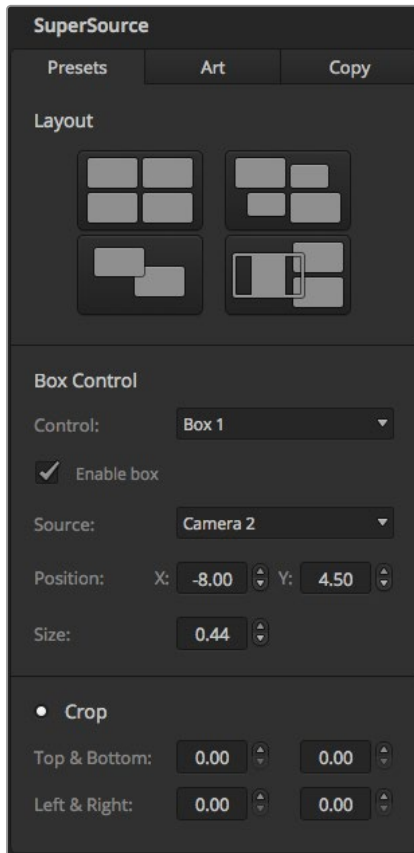 SuperSource
Presets Art Copy
Layout
Box Control
Control: Box 1
Enable box
Source: Camera 2
Position: X: -8.00 Y: 4.50
Size: 0.44
Crop
Top & Bottom: 0.00 0.00
Left & Right: 0.00 0.00